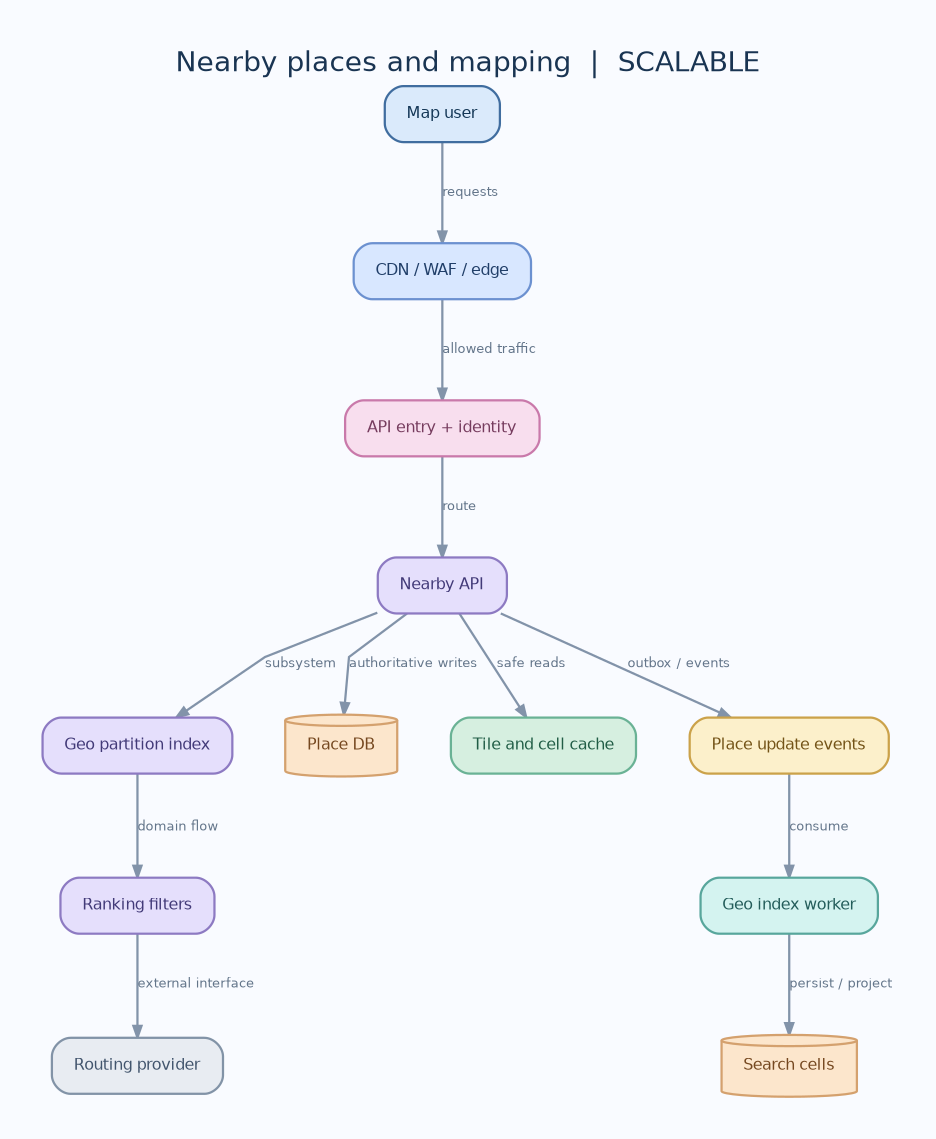 Nearby places and mapping | SCALABLE
Map user
requests
CDN / WAF / edge
allowed traffic
API entry + identity
route
Nearby API
subsystem
authoritative writes
safe reads
outbox / events
Geo partition index
Place DB
Tile and cell cache
Place update events
domain flow
consume
Ranking filters
Geo index worker
external interface
persist / project
Routing provider
Search cells